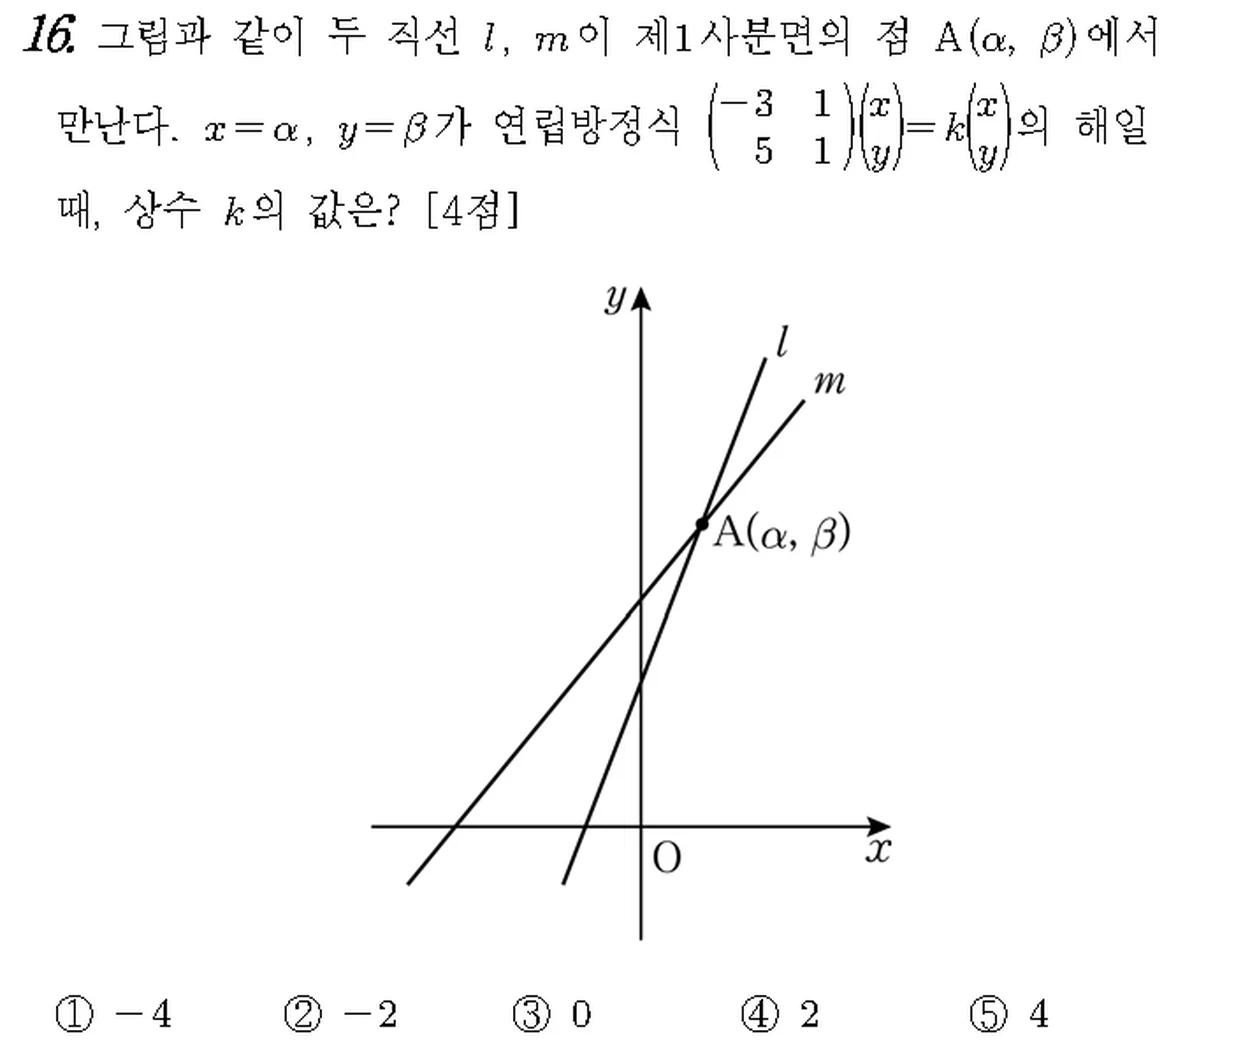 16. 그림과 같이 두 직선 l, m이 제1사분면의 점 A(α, β)에서
만난다. x=α, y=β가 연립방정식 (−3 1; 5 1)(x; y)=k(x; y)의 해일
때, 상수 k의 값은? [4점]
y
l
m
A(α, β)
O
x
① −4 ② −2 ③ 0 ④ 2 ⑤ 4